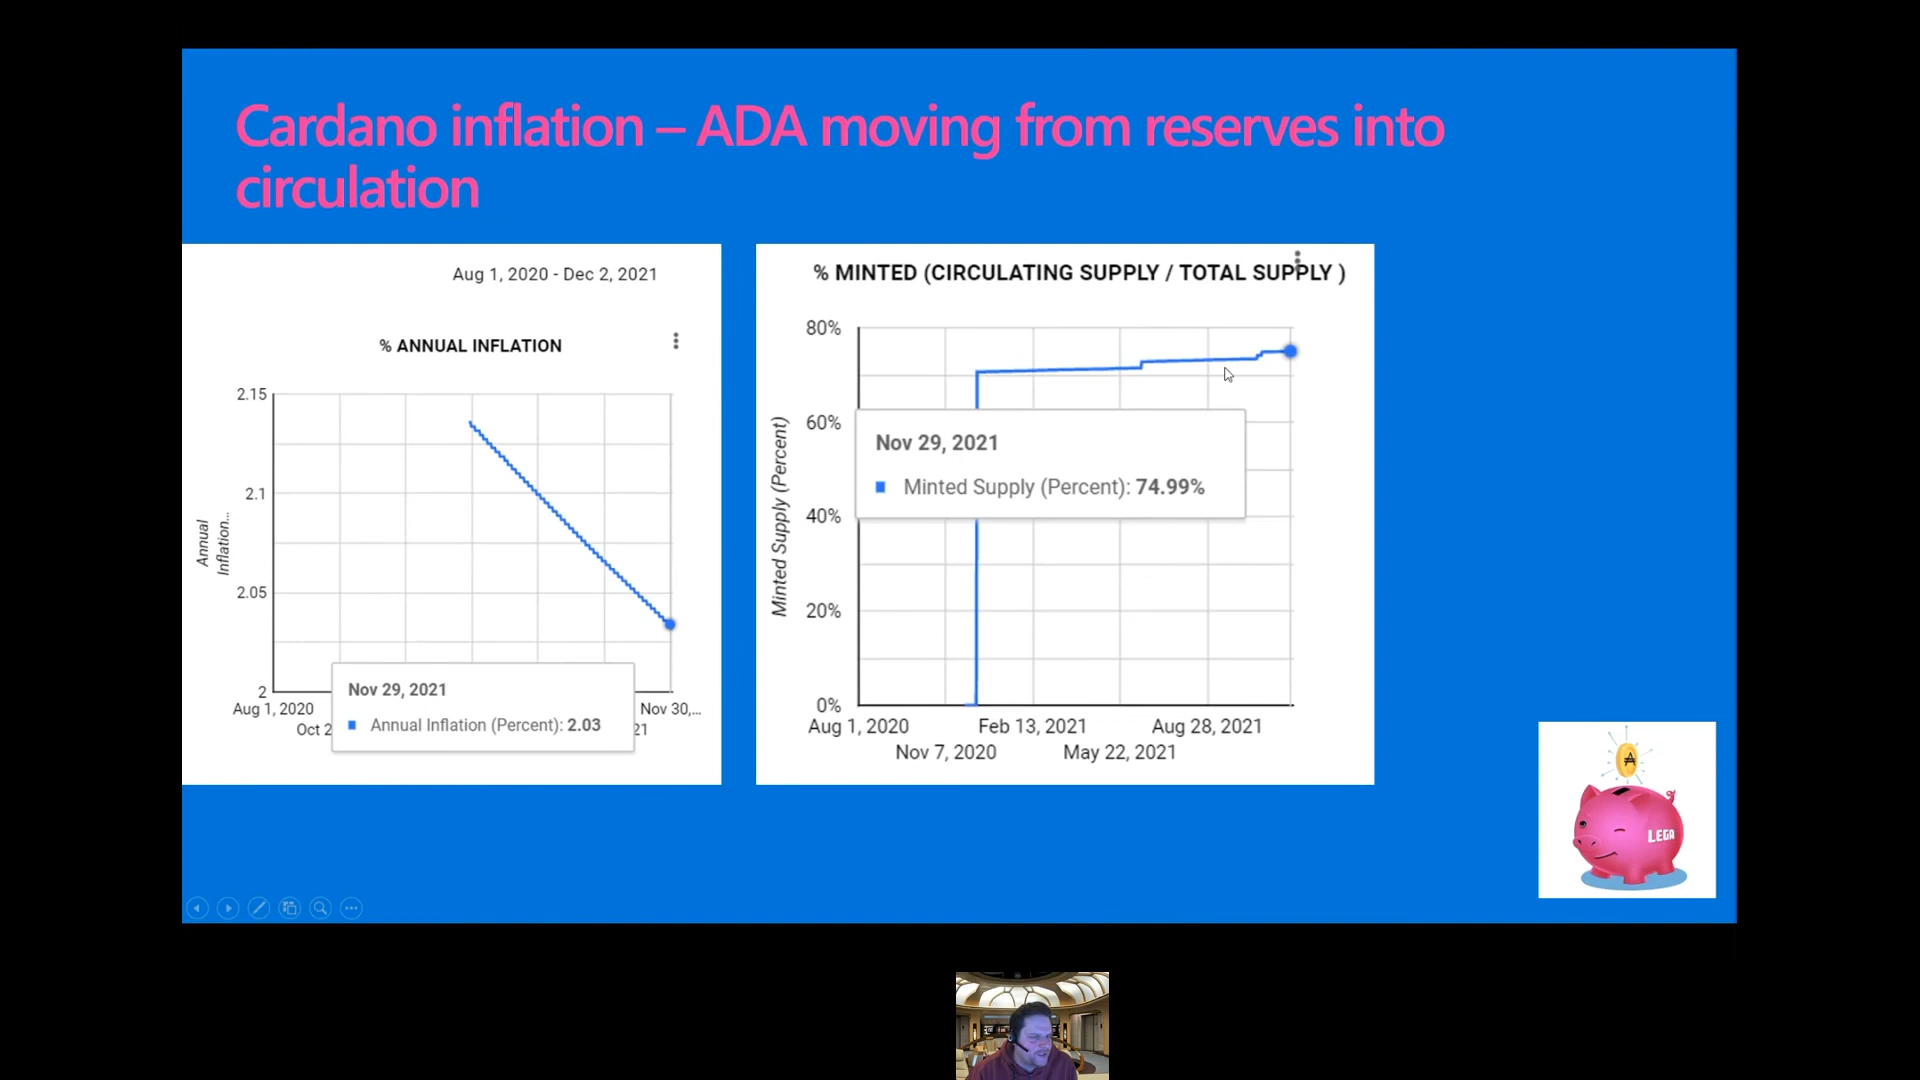 Cardano inflation – ADA moving from reserves into
circulation
Aug 1, 2020 - Dec 2, 2021
% ANNUAL INFLATION
2.15
2.1
2.05
2
Annual
Inflation...
Aug 1, 2020
Oct 2
Nov 30,...
21
Nov 29, 2021
Annual Inflation (Percent): 2.03
% MINTED (CIRCULATING SUPPLY / TOTAL SUPPLY )
80%
60%
40%
20%
0%
Minted Supply (Percent)
Nov 29, 2021
Minted Supply (Percent): 74.99%
Aug 1, 2020
Feb 13, 2021
Aug 28, 2021
Nov 7, 2020
May 22, 2021
₳
LEGA